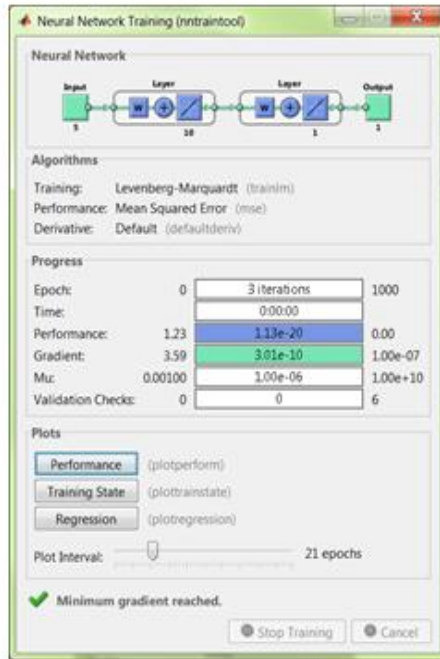 Neural Network Training (nntraintool)
Neural Network
Input Layer Layer Output
W + W +
5 10 1 1
Algorithms
Training: Levenberg-Marquardt (trainlm)
Performance: Mean Squared Error (mse)
Derivative: Default (defaultderiv)
Progress
Epoch: 0 3 iterations 1000
Time: 0:00:00
Performance: 1.23 1.13e-20 0.00
Gradient: 3.59 3.01e-10 1.00e-07
Mu: 0.00100 1.00e-06 1.00e+10
Validation Checks: 0 0 6
Plots
Performance (plotperform)
Training State (plottrainstate)
Regression (plotregression)
Plot Interval: 21 epochs
Minimum gradient reached.
Stop Training Cancel